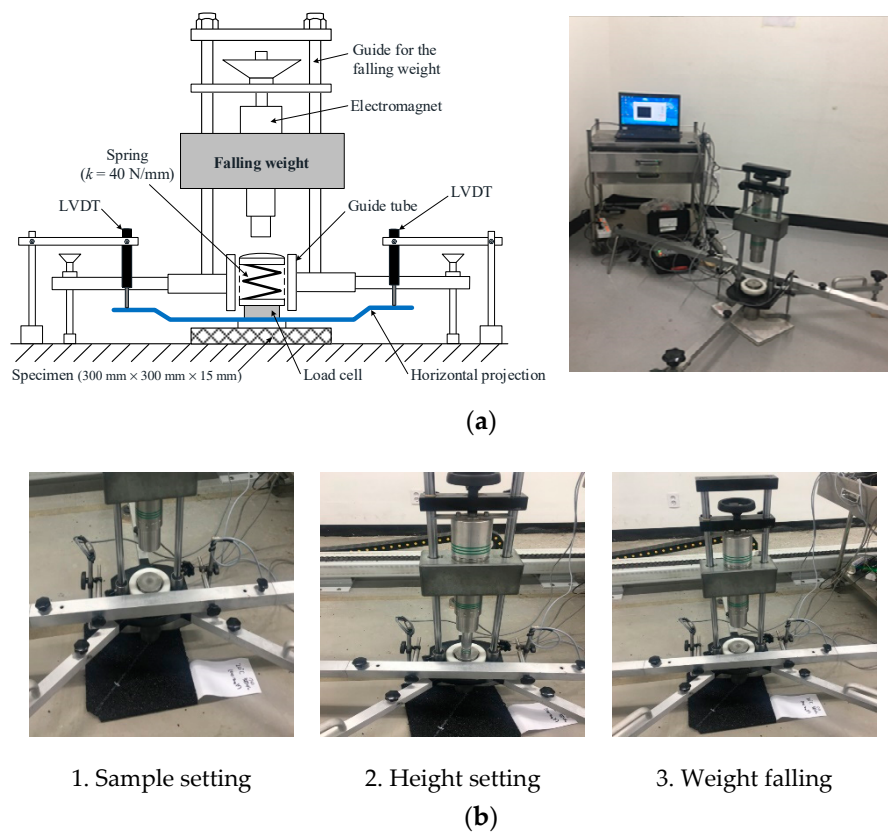 Guide for the
falling weight
Electromagnet
Falling weight
Spring
(k = 40 N/mm)
Guide tube
LVDT
LVDT
Specimen (300 mm × 300 mm × 15 mm)
Load cell
Horizontal projection
(a)
1. Sample setting
2. Height setting
3. Weight falling
(b)